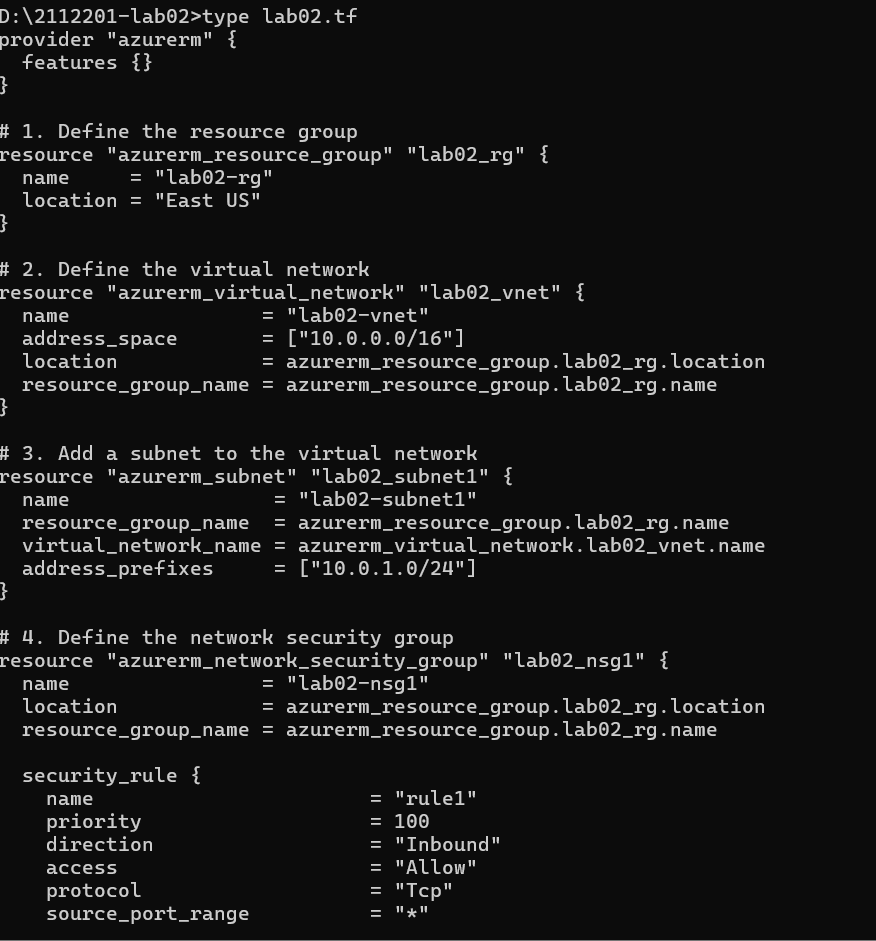 D:\2112201-lab02>type lab02.tf
provider "azurerm" {
  features {}
}

# 1. Define the resource group
resource "azurerm_resource_group" "lab02_rg" {
  name     = "lab02-rg"
  location = "East US"
}

# 2. Define the virtual network
resource "azurerm_virtual_network" "lab02_vnet" {
  name                = "lab02-vnet"
  address_space       = ["10.0.0.0/16"]
  location            = azurerm_resource_group.lab02_rg.location
  resource_group_name = azurerm_resource_group.lab02_rg.name
}

# 3. Add a subnet to the virtual network
resource "azurerm_subnet" "lab02_subnet1" {
  name                 = "lab02-subnet1"
  resource_group_name  = azurerm_resource_group.lab02_rg.name
  virtual_network_name = azurerm_virtual_network.lab02_vnet.name
  address_prefixes     = ["10.0.1.0/24"]
}

# 4. Define the network security group
resource "azurerm_network_security_group" "lab02_nsg1" {
  name                = "lab02-nsg1"
  location            = azurerm_resource_group.lab02_rg.location
  resource_group_name = azurerm_resource_group.lab02_rg.name

  security_rule {
    name                       = "rule1"
    priority                   = 100
    direction                  = "Inbound"
    access                     = "Allow"
    protocol                   = "Tcp"
    source_port_range          = "*"